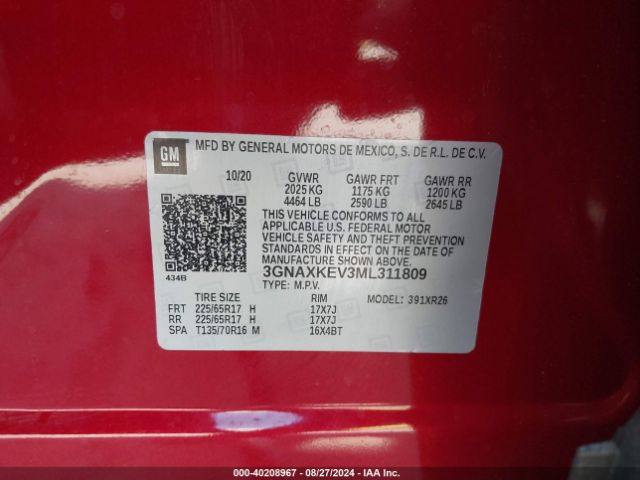 GM
MFD BY GENERAL MOTORS DE MEXICO, S. DE R.L. DE C.V.
10/20 GVWR GAWR FRT GAWR RR
2025 KG 1175 KG 1200 KG
4464 LB 2590 LB 2645 LB
THIS VEHICLE CONFORMS TO ALL
APPLICABLE U.S. FEDERAL MOTOR
VEHICLE SAFETY AND THEFT
PREVENTION STANDARDS IN EFFECT
ON THE DATE OF MANUFACTURE
SHOWN ABOVE.
3GNAXKEV3ML311809
434B
TYPE: M.P.V.
TIRE SIZE RIM MODEL: 391XR26
FRT 225/65R17 H 17X7J
RR 225/65R17 H 17X7J
SPA T135/70R16 M 16X4BT
000-40208967 - 08/27/2024 - IAA Inc.